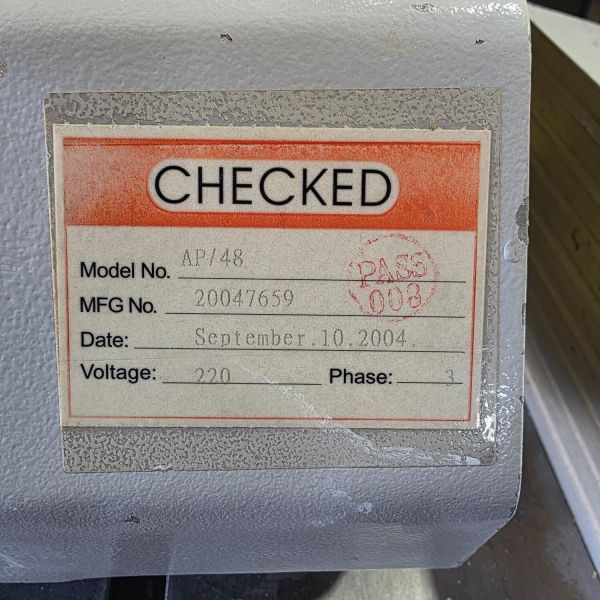 CHECKED
Model No. AP/48
PASS
008
MFG No. 20047659
Date: September.10.2004.
Voltage: 220 Phase: 3